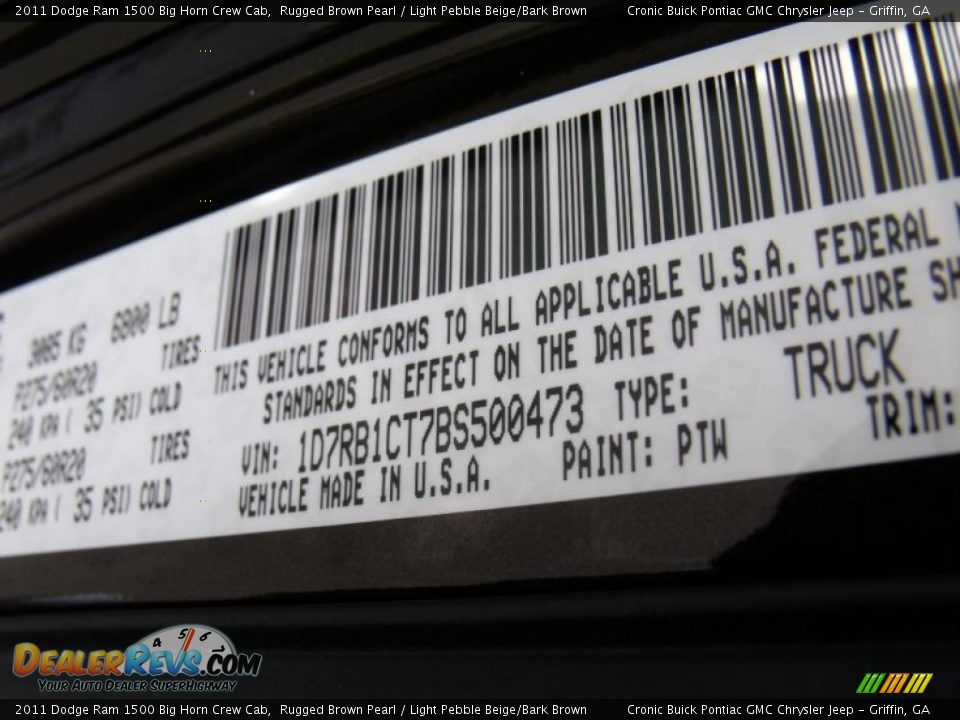 2011 Dodge Ram 1500 Big Horn Crew Cab, Rugged Brown Pearl / Light Pebble Beige/Bark Brown Cronic Buick Pontiac GMC Chrysler Jeep - Griffin, GA
3085 KG 6800 LB
P275/60R20 TIRES
240 KPA ( 35 PSI) COLD
P275/60R20 TIRES
240 KPA ( 35 PSI) COLD
THIS VEHICLE CONFORMS TO ALL APPLICABLE U.S.A. FEDERAL
STANDARDS IN EFFECT ON THE DATE OF MANUFACTURE SH
VIN: 1D7RB1CT7BS500473 TYPE: TRUCK
VEHICLE MADE IN U.S.A. PAINT: PTW TRIM:
4 5 6
DEALERREVS.COM
YOUR AUTO DEALER SUPERHIGHWAY
2011 Dodge Ram 1500 Big Horn Crew Cab, Rugged Brown Pearl / Light Pebble Beige/Bark Brown Cronic Buick Pontiac GMC Chrysler Jeep - Griffin, GA